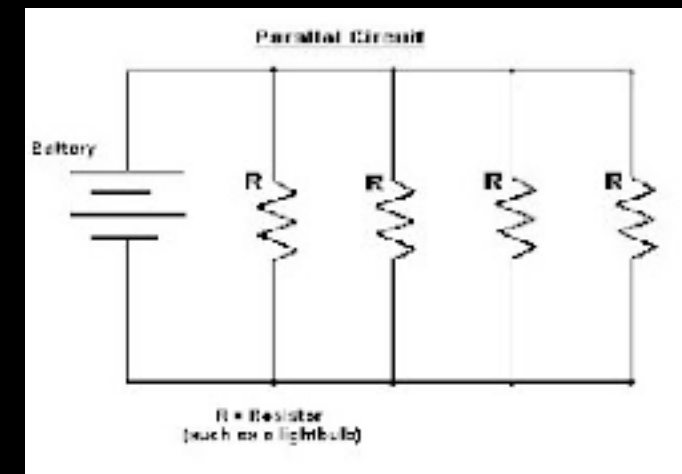 Parallel Circuit
Battery
R R R R
R = Resistor
(such as a lightbulb)